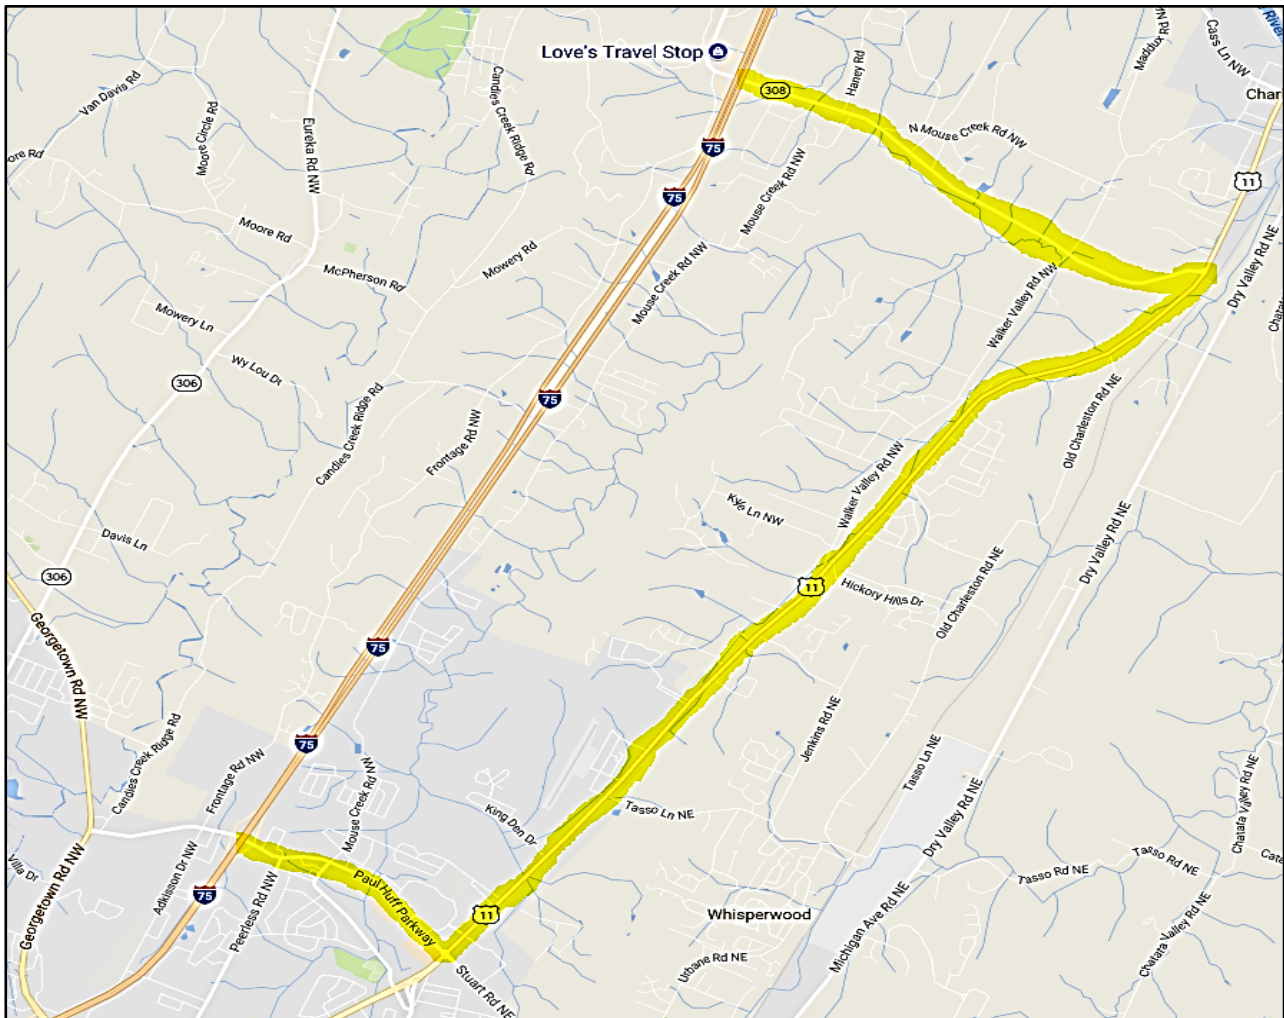 Love's Travel Stop
308
Haney Rd
Maddux Rd
Cass Ln NW
River
Char
Van Davis Rd
Moore Circle Rd
Eureka Rd NW
Candies Creek Ridge Rd
N Mouse Creek Rd NW
ore Rd
75
75
Mouse Creek Rd NW
11
Moore Rd
Mowery Rd
McPherson Rd
Mouse Creek Rd NW
Walker Valley Rd NW
Dry Valley Rd NE
Chata
Mowery Ln
Wy Lou Dr
306
75
Candies Creek Ridge Rd
Frontage Rd NW
Old Charleston Rd NE
Walker Valley Rd NW
Kyle Ln NW
Davis Ln
306
11
Hickory Hills Dr
Old Charleston Rd NE
Dry Valley Rd NE
Georgetown Rd NW
75
Jenkins Rd NE
Tasso Ln NE
Candies Creek Ridge Rd
Frontage Rd NW
75
Mouse Creek Rd NW
King Den Dr
Tasso Ln NE
Dry Valley Rd NE
Chatata Valley Rd NE
Villa Dr
Georgetown Rd NW
Adkisson Dr NW
75
Peerless Rd NW
Paul Huff Parkway
11
Stuart Rd NE
Whisperwood
Urbane Rd NE
Michigan Ave RD NE
Tasso Rd NE
Tasso Rd NE
Cate
Chatata Valley Rd NE